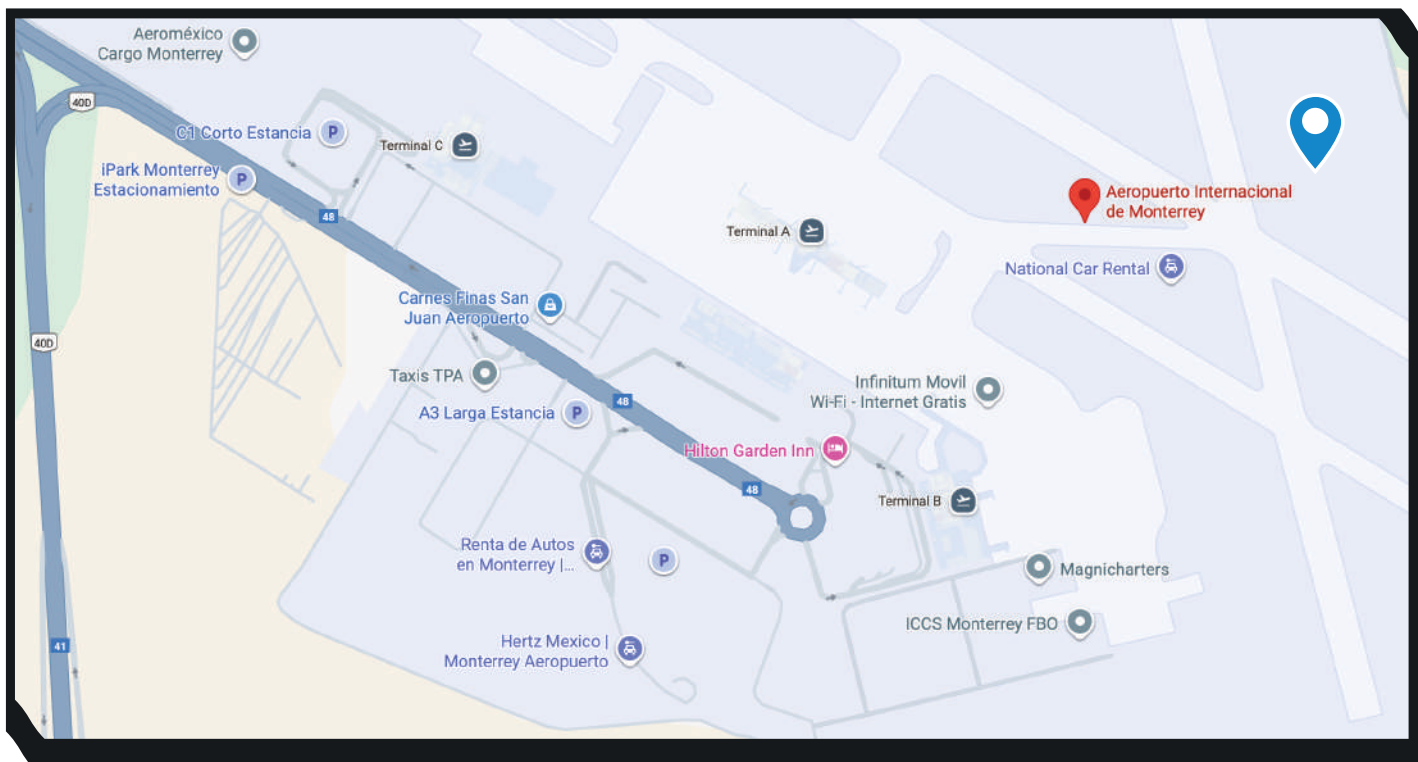 Aeroméxico
Cargo Monterrey
40D
C1 Corto Estancia
P
Terminal C
iPark Monterrey
Estacionamiento
P
48
Aeropuerto Internacional
de Monterrey
Terminal A
National Car Rental
Carnes Finas San
Juan Aeropuerto
40D
Taxis TPA
Infinitum Movil
Wi-Fi - Internet Gratis
A3 Larga Estancia
P
48
Hilton Garden Inn
48
Terminal B
Renta de Autos
en Monterrey |...
P
Magnicharters
ICCS Monterrey FBO
41
Hertz Mexico |
Monterrey Aeropuerto